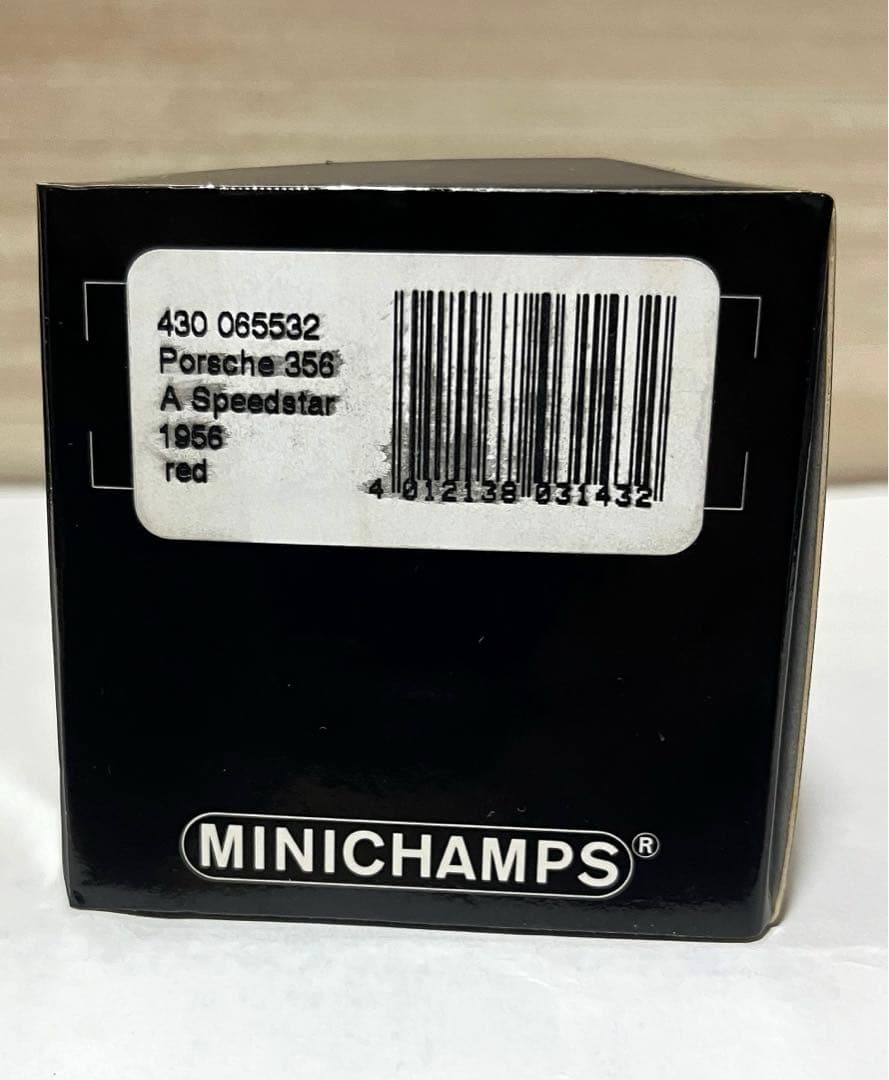 430 065532
Porsche 356
A Speedstar
1956
red
4 012138 031432
MINICHAMPS®